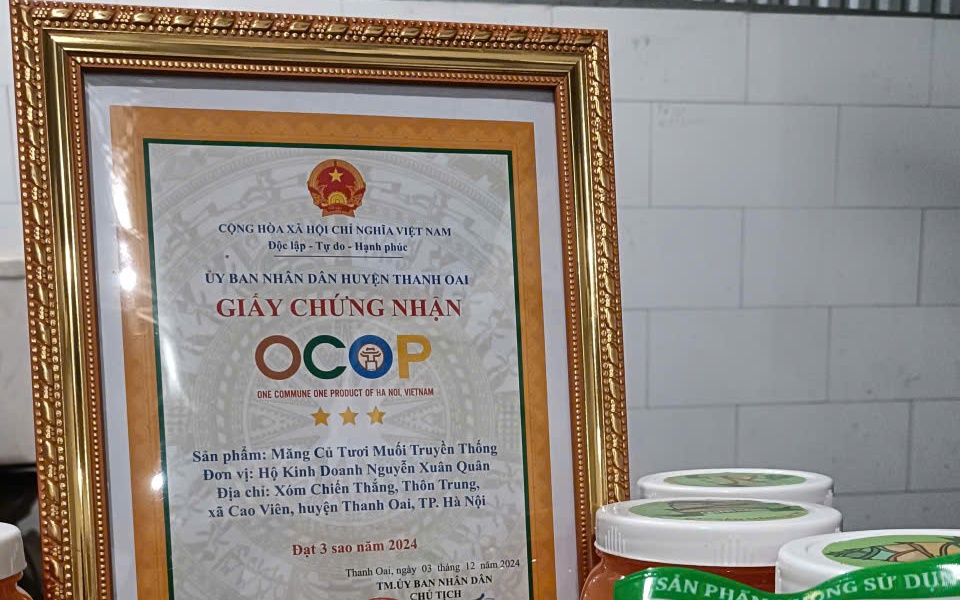 CỘNG HÒA XÃ HỘI CHỈ NGHĨA VIỆT NAM
Độc lập - Tự do - Hạnh phúc
ỦY BAN NHÂN DÂN HUYỆN THANH OAI
GIẤY CHỨNG NHẬN
OCOP
ONE COMMUNE ONE PRODUCT OF HA NOI, VIETNAM
Sản phẩm: Măng Củ Tươi Muối Truyền Thống
Đơn vị: Hộ Kinh Doanh Nguyễn Xuân Quân
Địa chỉ: Xóm Chiến Thắng, Thôn Trung,
xã Cao Viên, huyện Thanh Oai, TP. Hà Nội
Đạt 3 sao năm 2024
Thanh Oai, ngày 03 tháng 12 năm 2024
TM.ỦY BAN NHÂN DÂN
CHỦ TỊCH
SẢN PHẨM
SỬ DỤNG